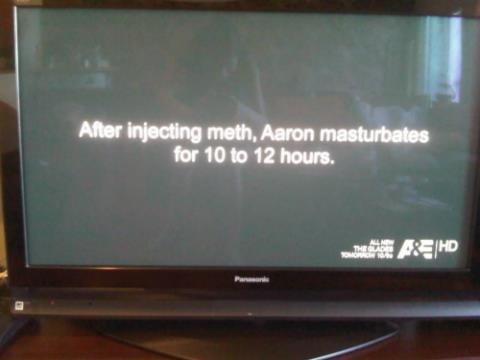 After injecting meth, Aaron masturbates
for 10 to 12 hours.
ALL NEW
THE GLADES
TOMORROW 10/9c
A&E HD
Panasonic